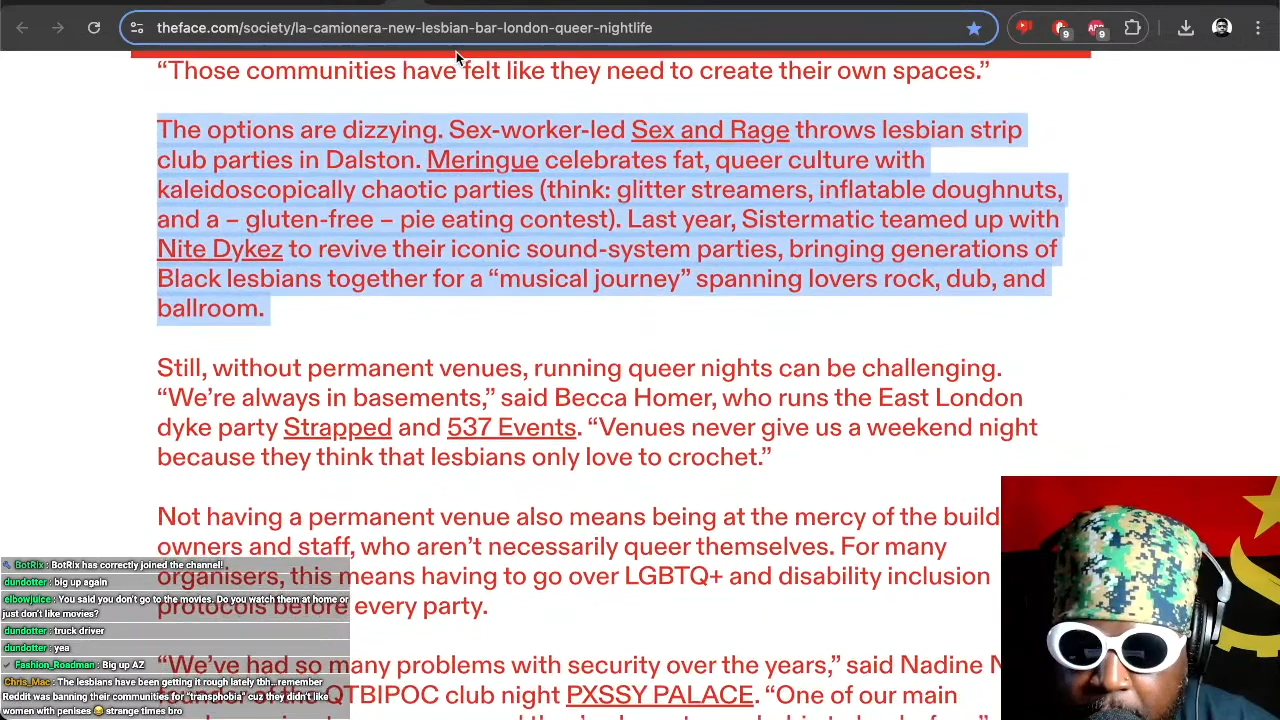 theface.com/society/la-camionera-new-lesbian-bar-london-queer-nightlife
9
9
“Those communities have felt like they need to create their own spaces.”
The options are dizzying. Sex-worker-led Sex and Rage throws lesbian strip
club parties in Dalston. Meringue celebrates fat, queer culture with
kaleidoscopically chaotic parties (think: glitter streamers, inflatable doughnuts,
and a – gluten-free – pie eating contest). Last year, Sistermatic teamed up with
Nite Dykez to revive their iconic sound-system parties, bringing generations of
Black lesbians together for a “musical journey” spanning lovers rock, dub, and
ballroom.
Still, without permanent venues, running queer nights can be challenging.
“We’re always in basements,” said Becca Homer, who runs the East London
dyke party Strapped and 537 Events. “Venues never give us a weekend night
because they think that lesbians only love to crochet.”
Not having a permanent venue also means being at the mercy of the build
owners and staff, who aren’t necessarily queer themselves. For many
organisers, this means having to go over LGBTQ+ and disability inclusion
protocols before every party.
“We’ve had so many problems with security over the years,” said Nadine N
QTBIPOC club night PXSSY PALACE. “One of our main
BotRix: BotRix has correctly joined the channel!
dundotter: big up again
elbowjuice: You said you don’t go to the movies. Do you watch them at home or
just don’t like movies?
dundotter: truck driver
dundotter: yea
Fashion_Roadman: Big up AZ
Chris_Mac: The lesbians have been getting it rough lately tbh...remember
Reddit was banning their communities for “transphobia” cuz they didn’t like
women with penises 😂 strange times bro